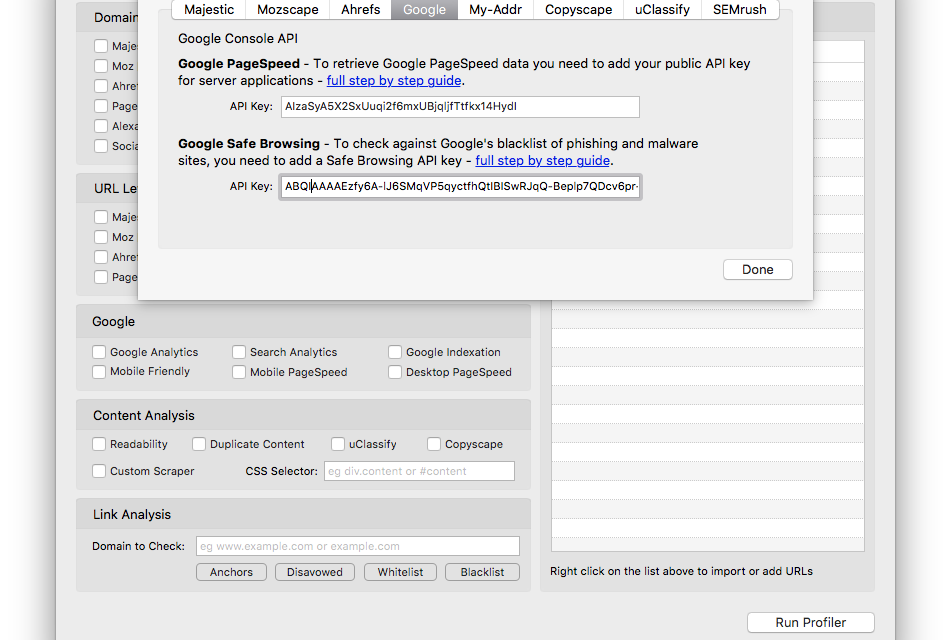 Majestic Mozscape Ahrefs Google My-Addr Copyscape uClassify SEMrush
Google Console API
Google PageSpeed - To retrieve Google PageSpeed data you need to add your public API key
for server applications - full step by step guide.
API Key: AIzaSyA5X2SxUuqi2f6mxUBjqljfTtfkx14HydI
Google Safe Browsing - To check against Google's blacklist of phishing and malware
sites, you need to add a Safe Browsing API key - full step by step guide.
API Key: ABQIAAAAEzfy6A-lJ6SMqVP5qyctfhQtlBISwRJqQ-Beplp7QDcv6pr-
Done
Domain
Maje
Moz
Ahre
Page
Alexa
Socia
URL Le
Maje
Moz
Ahre
Page
Google
Google Analytics Search Analytics Google Indexation
Mobile Friendly Mobile PageSpeed Desktop PageSpeed
Content Analysis
Readability Duplicate Content uClassify Copyscape
Custom Scraper CSS Selector: eg div.content or #content
Link Analysis
Domain to Check: eg www.example.com or example.com
Anchors Disavowed Whitelist Blacklist
Right click on the list above to import or add URLs
Run Profiler